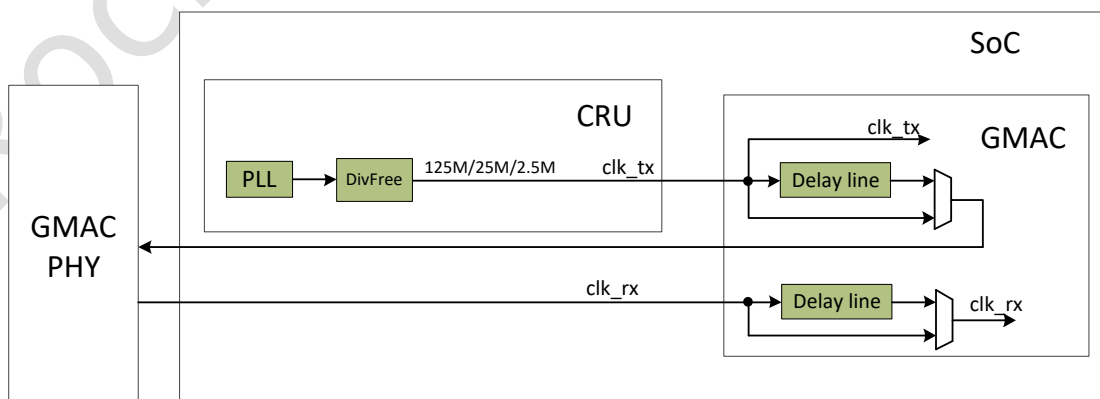 SoC
CRU
clk_tx
GMAC
PLL
DivFree
125M/25M/2.5M
clk_tx
Delay line
GMAC
PHY
clk_rx
Delay line
clk_rx